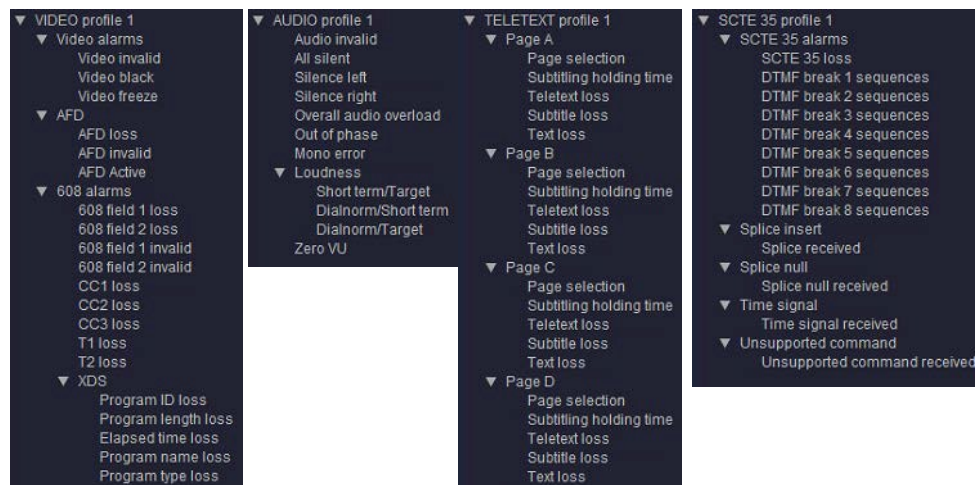 VIDEO profile 1
Video alarms
Video invalid
Video black
Video freeze
AFD
AFD loss
AFD invalid
AFD Active
608 alarms
608 field 1 loss
608 field 2 loss
608 field 1 invalid
608 field 2 invalid
CC1 loss
CC2 loss
CC3 loss
T1 loss
T2 loss
XDS
Program ID loss
Program length loss
Elapsed time loss
Program name loss
Program type loss
AUDIO profile 1
Audio invalid
All silent
Silence left
Silence right
Overall audio overload
Out of phase
Mono error
Loudness
Short term/Target
Dialnorm/Short term
Dialnorm/Target
Zero VU
TELETEXT profile 1
Page A
Page selection
Subtitling holding time
Teletext loss
Subtitle loss
Text loss
Page B
Page selection
Subtitling holding time
Teletext loss
Subtitle loss
Text loss
Page C
Page selection
Subtitling holding time
Teletext loss
Subtitle loss
Text loss
Page D
Page selection
Subtitling holding time
Teletext loss
Subtitle loss
Text loss
SCTE 35 profile 1
SCTE 35 alarms
SCTE 35 loss
DTMF break 1 sequences
DTMF break 2 sequences
DTMF break 3 sequences
DTMF break 4 sequences
DTMF break 5 sequences
DTMF break 6 sequences
DTMF break 7 sequences
DTMF break 8 sequences
Splice insert
Splice received
Splice null
Splice null received
Time signal
Time signal received
Unsupported command
Unsupported command received